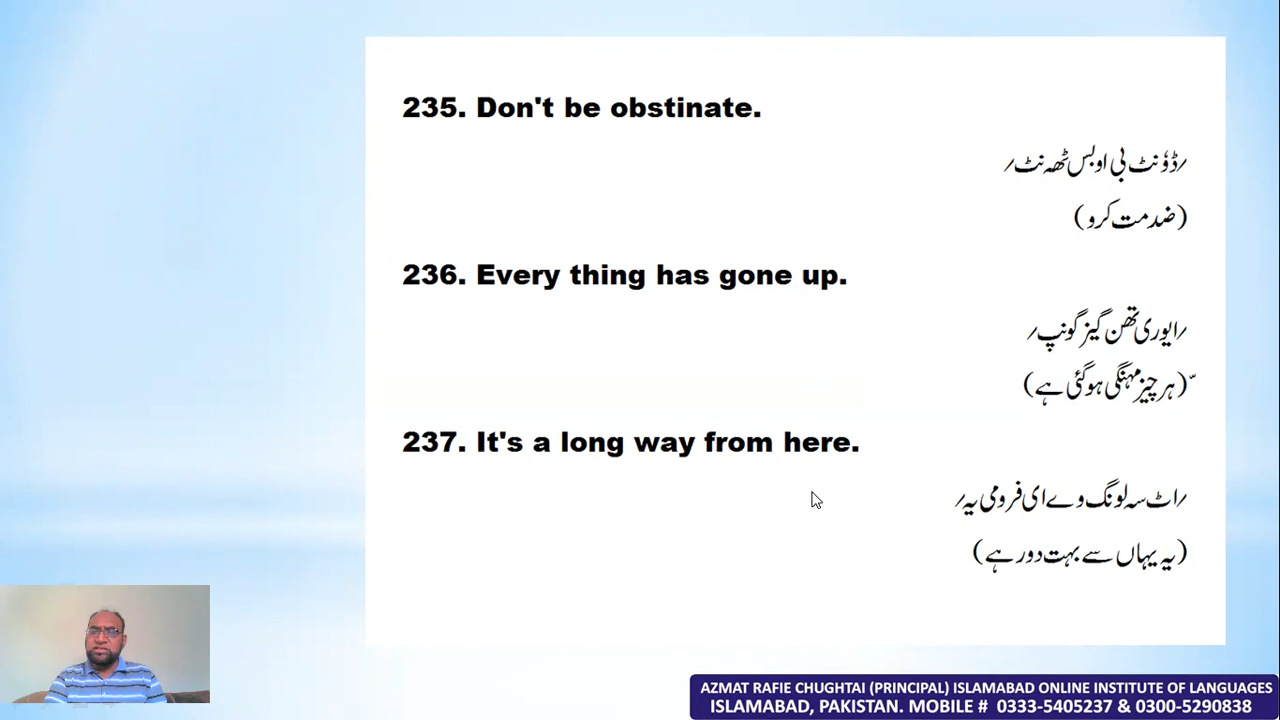 235. Don't be obstinate.
/ڈوٗنٹ بی اوبس ٹھہ نٹ/
(ضد مت کرو)
236. Every thing has gone up.
/ایوری تھن گیز گونپ/
(ہر چیز مہنگی ہو گئی ہے)ّ
237. It's a long way from here.
/اٹ سہ لونگ وے ای فرومی یہ/
(یہ یہاں سے بہت دور ہے)
AZMAT RAFIE CHUGHTAI (PRINCIPAL) ISLAMABAD ONLINE INSTITUTE OF LANGUAGES
ISLAMABAD, PAKISTAN. MOBILE # 0333-5405237 & 0300-5290838